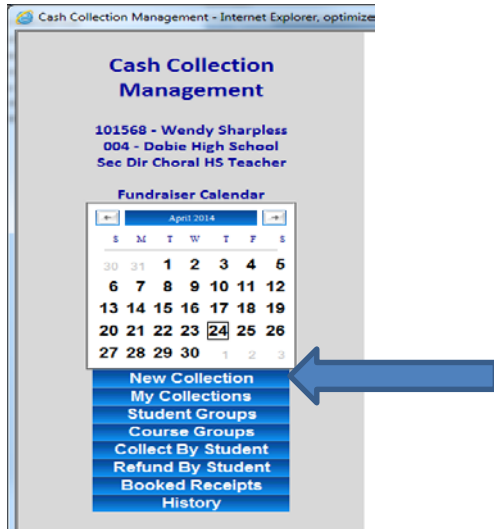 Cash Collection Management - Internet Explorer, optimize
Cash Collection
Management
101568 - Wendy Sharpless
004 - Dobie High School
Sec Dir Choral HS Teacher
Fundraiser Calendar
April 2014
S M T W T F S
30 31 1 2 3 4 5
6 7 8 9 10 11 12
13 14 15 16 17 18 19
20 21 22 23 24 25 26
27 28 29 30 1 2 3
New Collection
My Collections
Student Groups
Course Groups
Collect By Student
Refund By Student
Booked Receipts
History